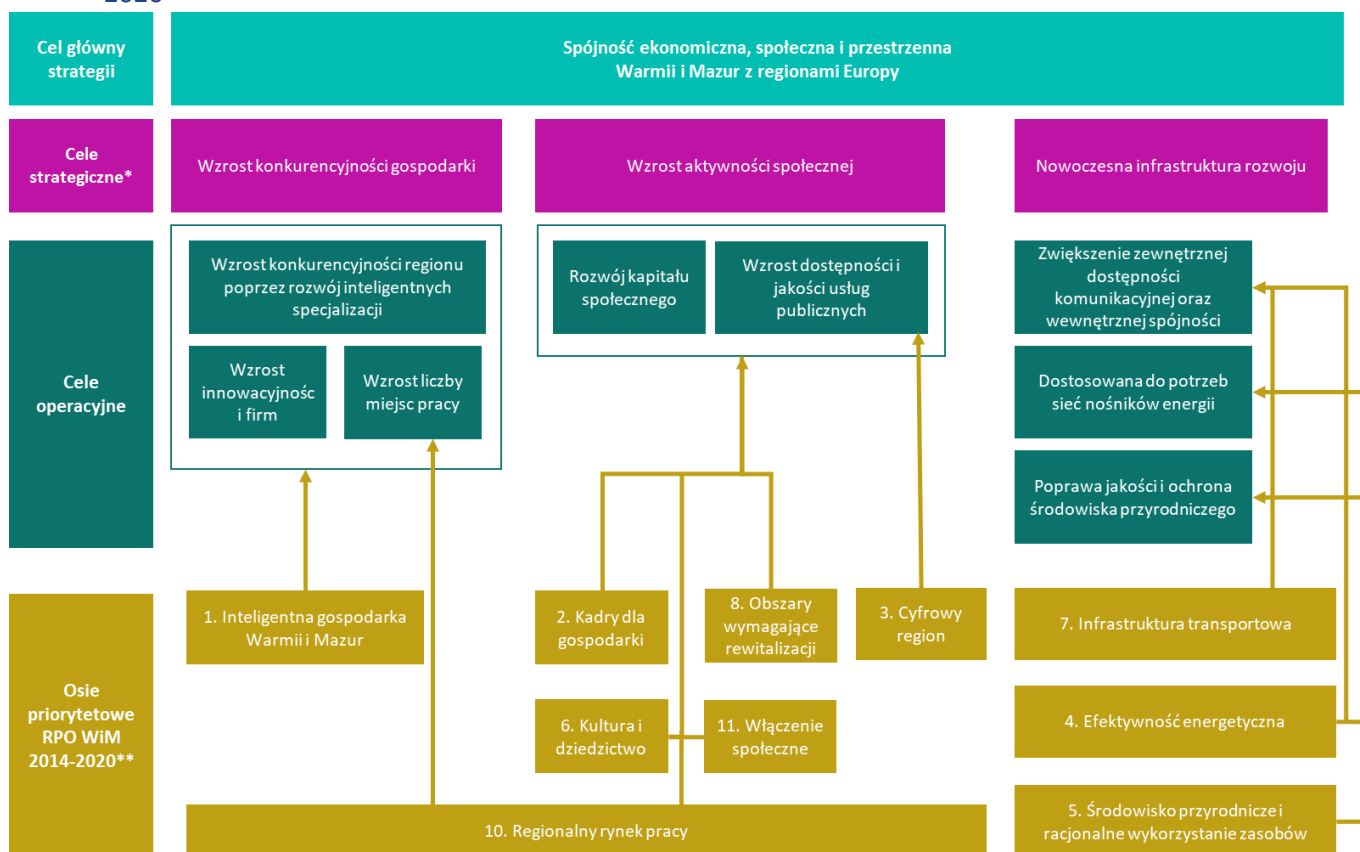 Cel główny
strategii
Spójność ekonomiczna, społeczna i przestrzenna
Warmii i Mazur z regionami Europy
Cele
strategiczne*
Wzrost konkurencyjności gospodarki
Wzrost aktywności społecznej
Nowoczesna infrastruktura rozwoju
Cele
operacyjne
Wzrost konkurencyjności regionu
poprzez rozwój inteligentnych
specjalizacji
Wzrost
innowacyjnośc
i firm
Wzrost liczby
miejsc pracy
Rozwój kapitału
społecznego
Wzrost dostępności i
jakości usług
publicznych
Zwiększenie zewnętrznej
dostępności
komunikacyjnej oraz
wewnętrznej spójności
Dostosowana do potrzeb
sieć nośników energii
Poprawa jakości i ochrona
środowiska przyrodniczego
Osie
priorytetowe
RPO WiM
2014-2020**
1. Inteligentna gospodarka
Warmii i Mazur
2. Kadry dla
gospodarki
8. Obszary
wymagające
rewitalizacji
3. Cyfrowy
region
7. Infrastruktura transportowa
6. Kultura i
dziedzictwo
11. Włączenie
społeczne
4. Efektywność energetyczna
10. Regionalny rynek pracy
5. Środowisko przyrodnicze i
racjonalne wykorzystanie zasobów